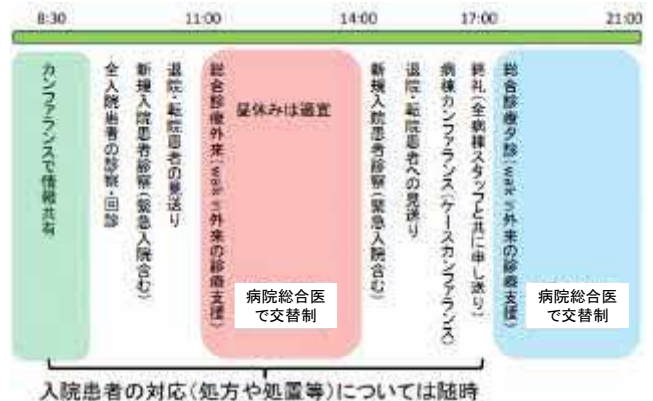 8:30
11:00
14:00
17:00
21:00
カンファランスで情報共有
全入院患者の診察・回診
新規入院患者診察(緊急入院含む)
退院・転院患者の見送り
総合診療外来(walk in外来の診療支援)
昼休みは適宜
病院総合医
で交替制
新規入院患者診察(緊急入院含む)
退院・転院患者への見送り
病棟カンファランス(ケースカンファランス)
終礼(全病棟スタッフと共に申し送り)
総合診療夕診(walk in外来の診療支援)
病院総合医
で交替制
入院患者の対応(処方や処置等)については随時